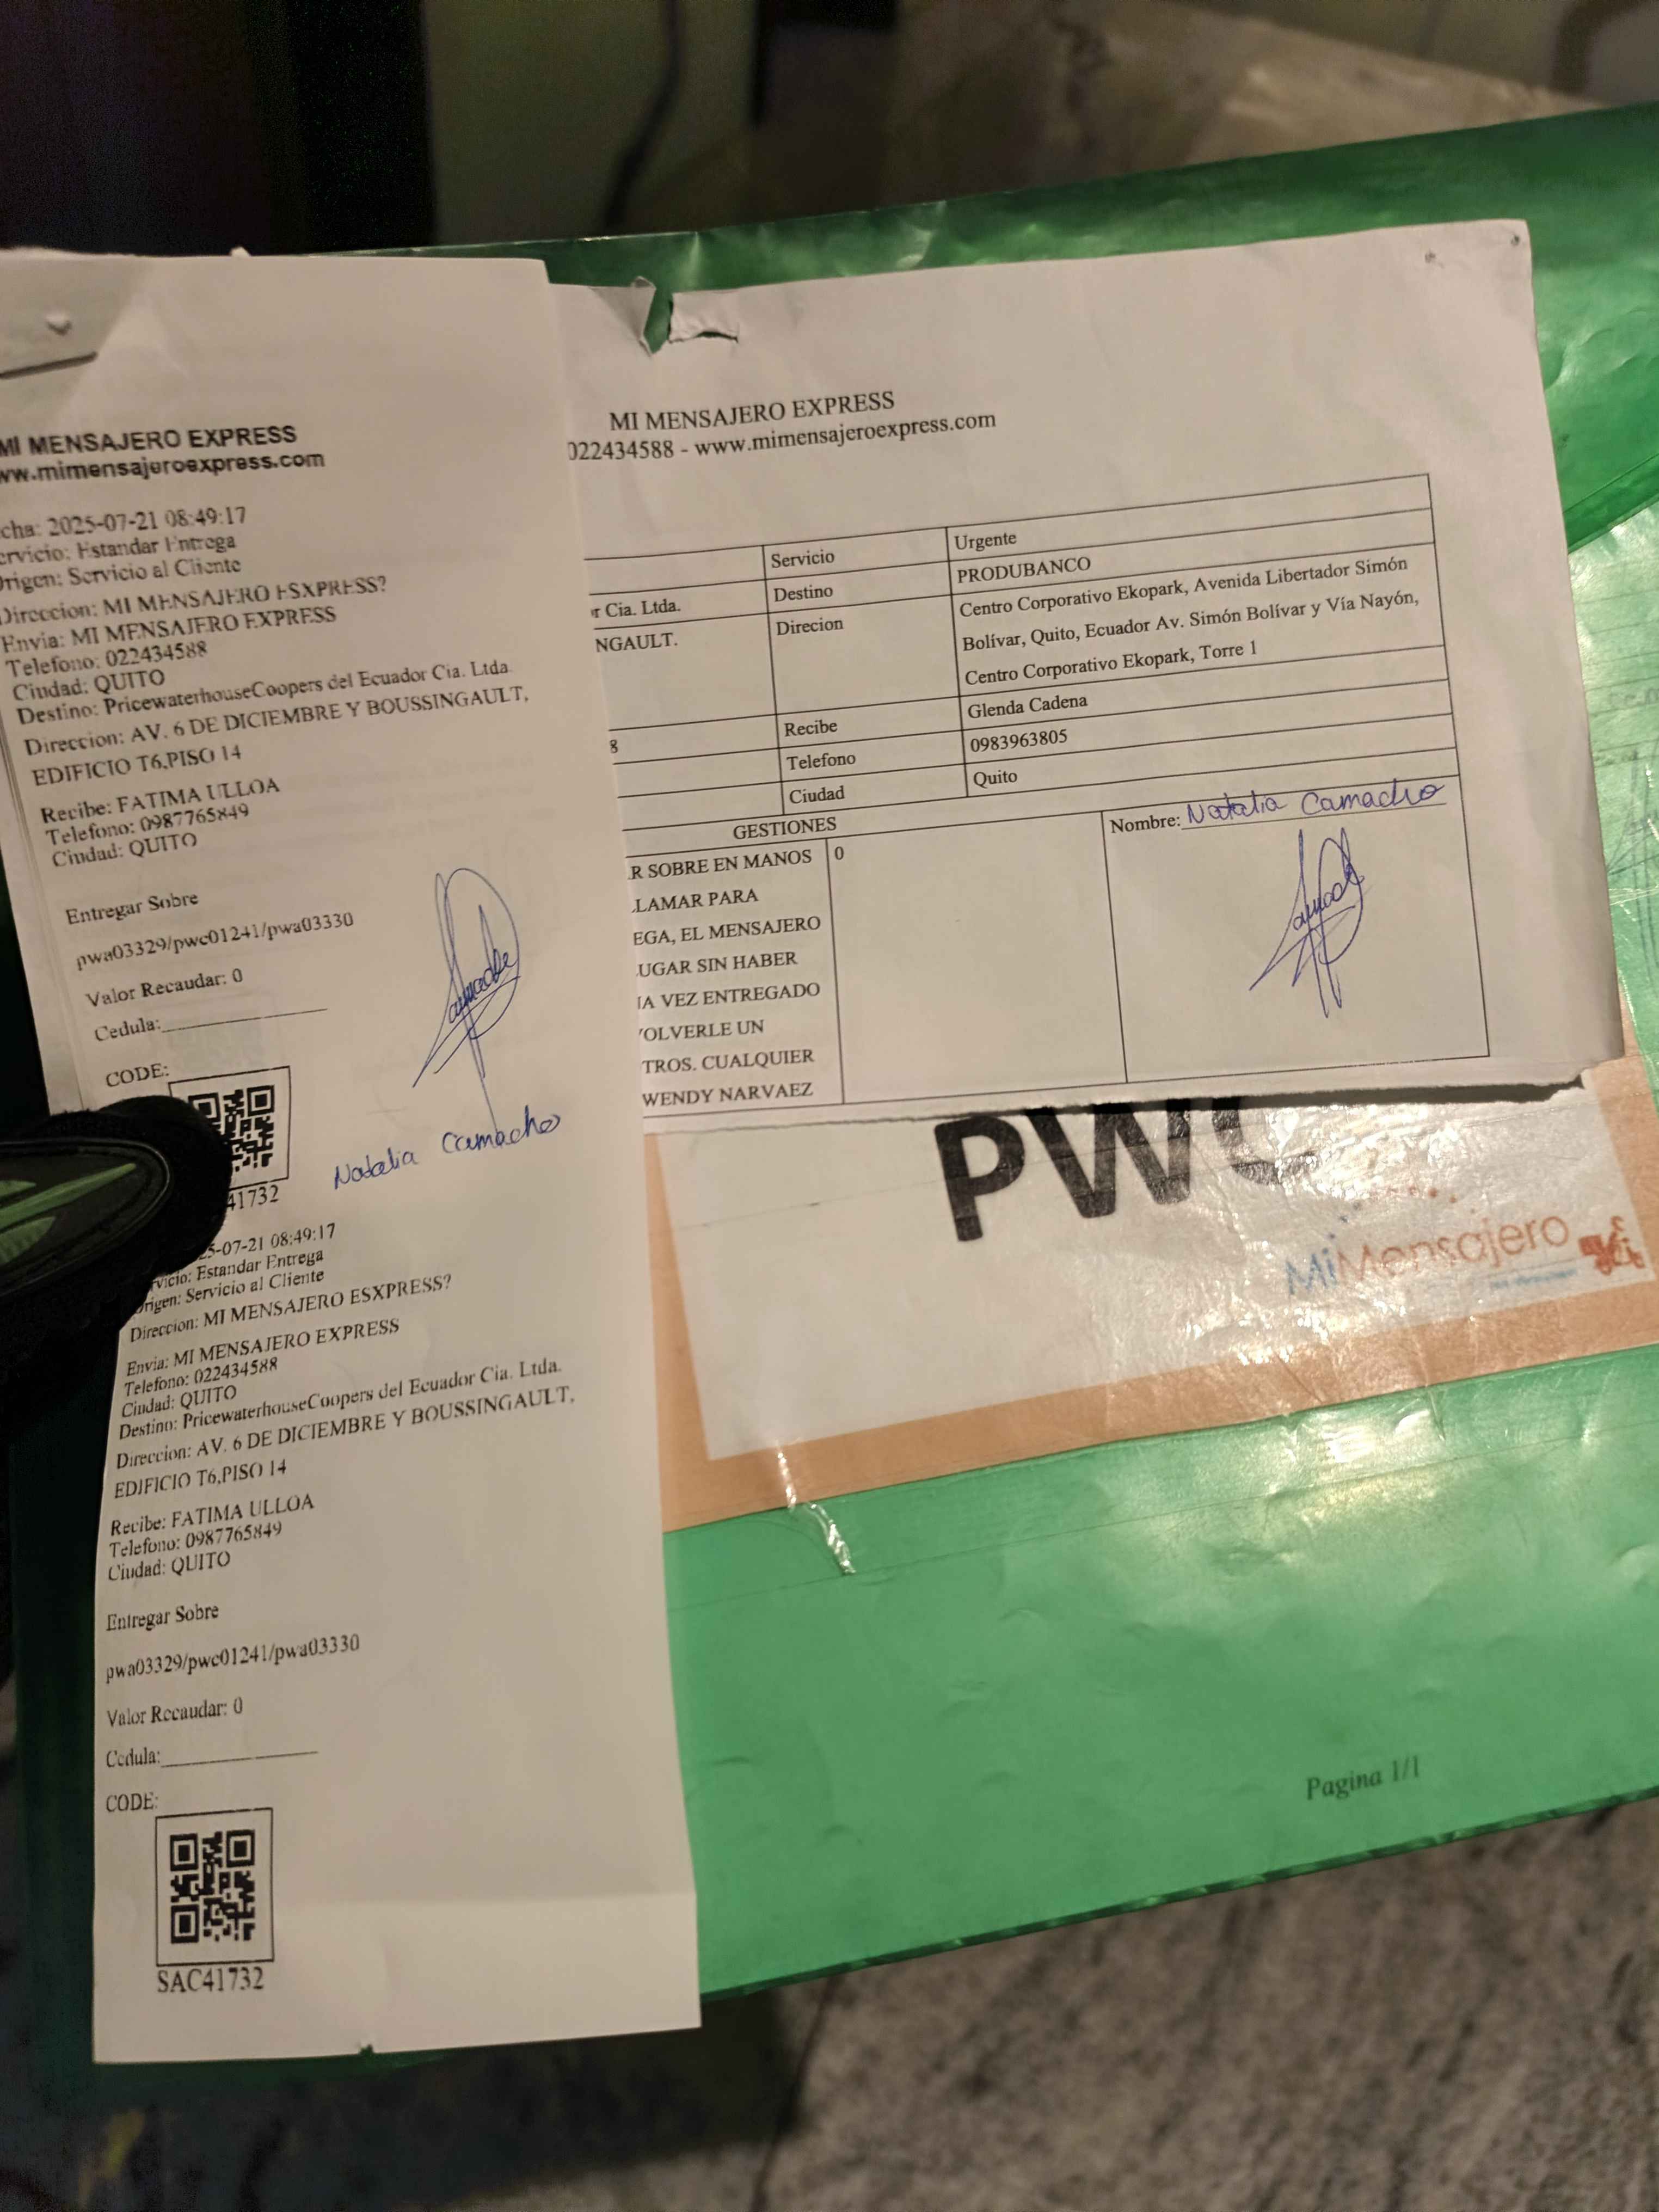 MI MENSAJERO EXPRESS
ww.mimensajeroexpress.com
cha: 2025-07-21 08:49:17
ervicio: Estandar Entrega
Origen: Servicio al Cliente
Direccion: MI MENSAJERO ESXPRESS?
Envia: MI MENSAJERO EXPRESS
Telefono: 022434588
Ciudad: QUITO
Destino: PricewaterhouseCoopers del Ecuador Cia. Ltda.
Direccion: AV. 6 DE DICIEMBRE Y BOUSSINGAULT,
EDIFICIO T6,PISO 14
Recibe: FATIMA ULLOA
Telefono: 0987765849
Ciudad: QUITO
Entregar Sobre
pwa03329/pwc01241/pwa03330
Valor Recaudar: 0
Cedula:
CODE:
41732
Natalia Camacho
5-07-21 08:49:17
rvicio: Estandar Entrega
Origen: Servicio al Cliente
Direccion: MI MENSAJERO ESXPRESS?
Envia: MI MENSAJERO EXPRESS
Telefono: 022434588
Ciudad: QUITO
Destino: PricewaterhouseCoopers del Ecuador Cia. Ltda.
Direccion: AV. 6 DE DICIEMBRE Y BOUSSINGAULT,
EDIFICIO T6,PISO 14
Recibe: FATIMA ULLOA
Telefono: 0987765849
Ciudad: QUITO
Entregar Sobre
pwa03329/pwc01241/pwa03330
Valor Recaudar: 0
Cedula:
CODE:
SAC41732
MI MENSAJERO EXPRESS
022434588 - www.mimensajeroexpress.com
Servicio Urgente
r Cia. Ltda. Destino PRODUBANCO
NGAULT. Direcion Centro Corporativo Ekopark, Avenida Libertador Simón
Bolívar, Quito, Ecuador Av. Simón Bolívar y Vía Nayón,
Centro Corporativo Ekopark, Torre 1
8 Recibe Glenda Cadena
Telefono 0983963805
Ciudad Quito
GESTIONES
Nombre: Natalia Camacho
R SOBRE EN MANOS 0
LAMAR PARA
EGA, EL MENSAJERO
UGAR SIN HABER
A VEZ ENTREGADO
OLVERLE UN
TROS. CUALQUIER
WENDY NARVAEZ
PWC
MiMensajero
Pagina 1/1